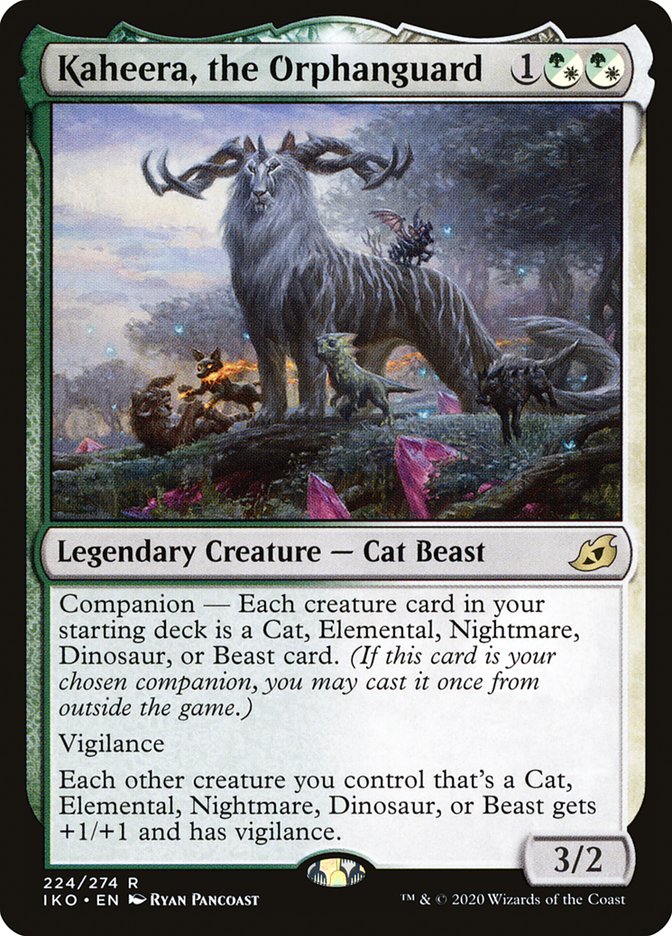 Kaheera, the Orphanguard 1
Legendary Creature — Cat Beast
Companion — Each creature card in your
starting deck is a Cat, Elemental, Nightmare,
Dinosaur, or Beast card. (If this card is your
chosen companion, you may cast it once from
outside the game.)
Vigilance
Each other creature you control that's a Cat,
Elemental, Nightmare, Dinosaur, or Beast gets
+1/+1 and has vigilance.
3/2
224/274 R
IKO • EN Ryan Pancoast ™ & © 2020 Wizards of the Coast